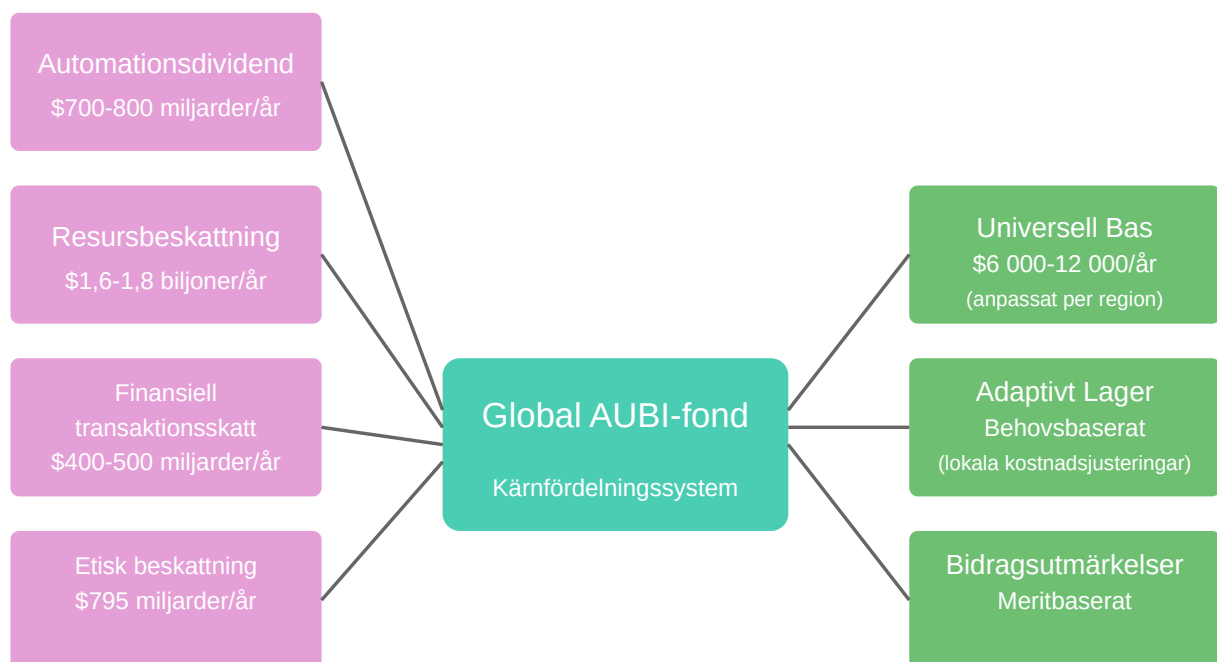 Automationsdividend
$700-800 miljarder/år
Resursbeskattning
$1,6-1,8 biljoner/år
Finansiell
transaktionsskatt
$400-500 miljarder/år
Etisk beskattning
$795 miljarder/år
Global AUBI-fond
Kärnfördelningssystem
Universell Bas
$6 000-12 000/år
(anpassat per region)
Adaptivt Lager
Behovsbaserat
(lokala kostnadsjusteringar)
Bidragsutmärkelser
Meritbaserat